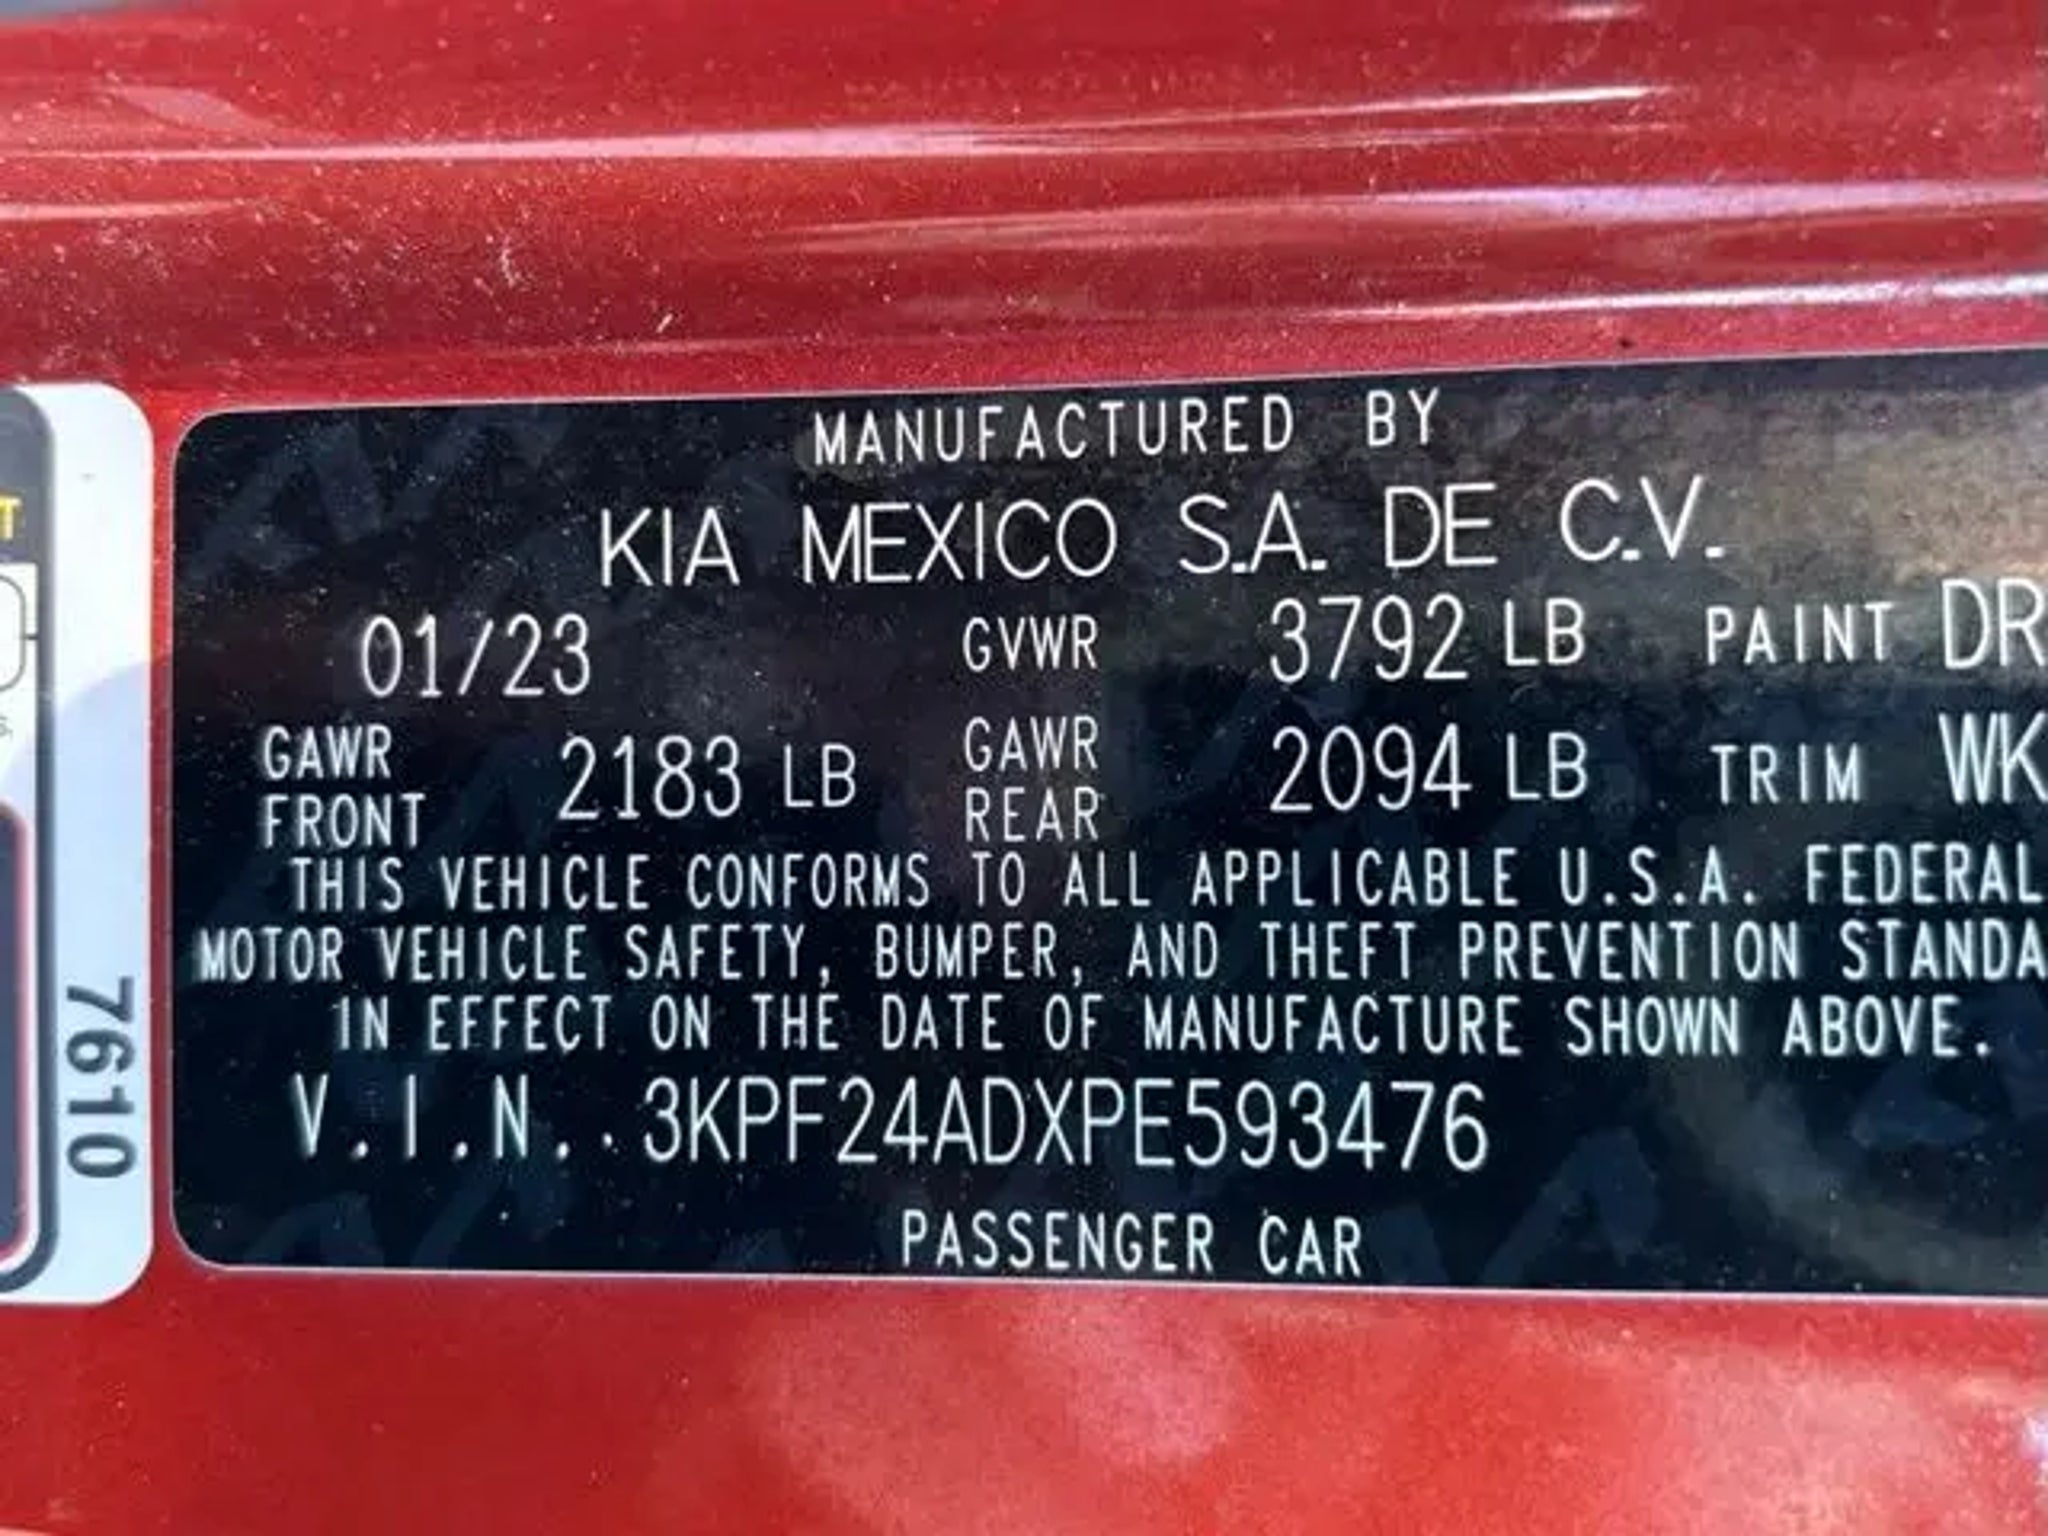 MANUFACTURED BY
KIA MEXICO S.A. DE C.V.
01/23 GVWR 3792 LB PAINT DR
GAWR FRONT 2183 LB GAWR REAR 2094 LB TRIM WK
THIS VEHICLE CONFORMS TO ALL APPLICABLE U.S.A. FEDERAL
MOTOR VEHICLE SAFETY, BUMPER, AND THEFT PREVENTION STANDA
IN EFFECT ON THE DATE OF MANUFACTURE SHOWN ABOVE.
V.I.N.. 3KPF24ADXPE593476
PASSENGER CAR
7610